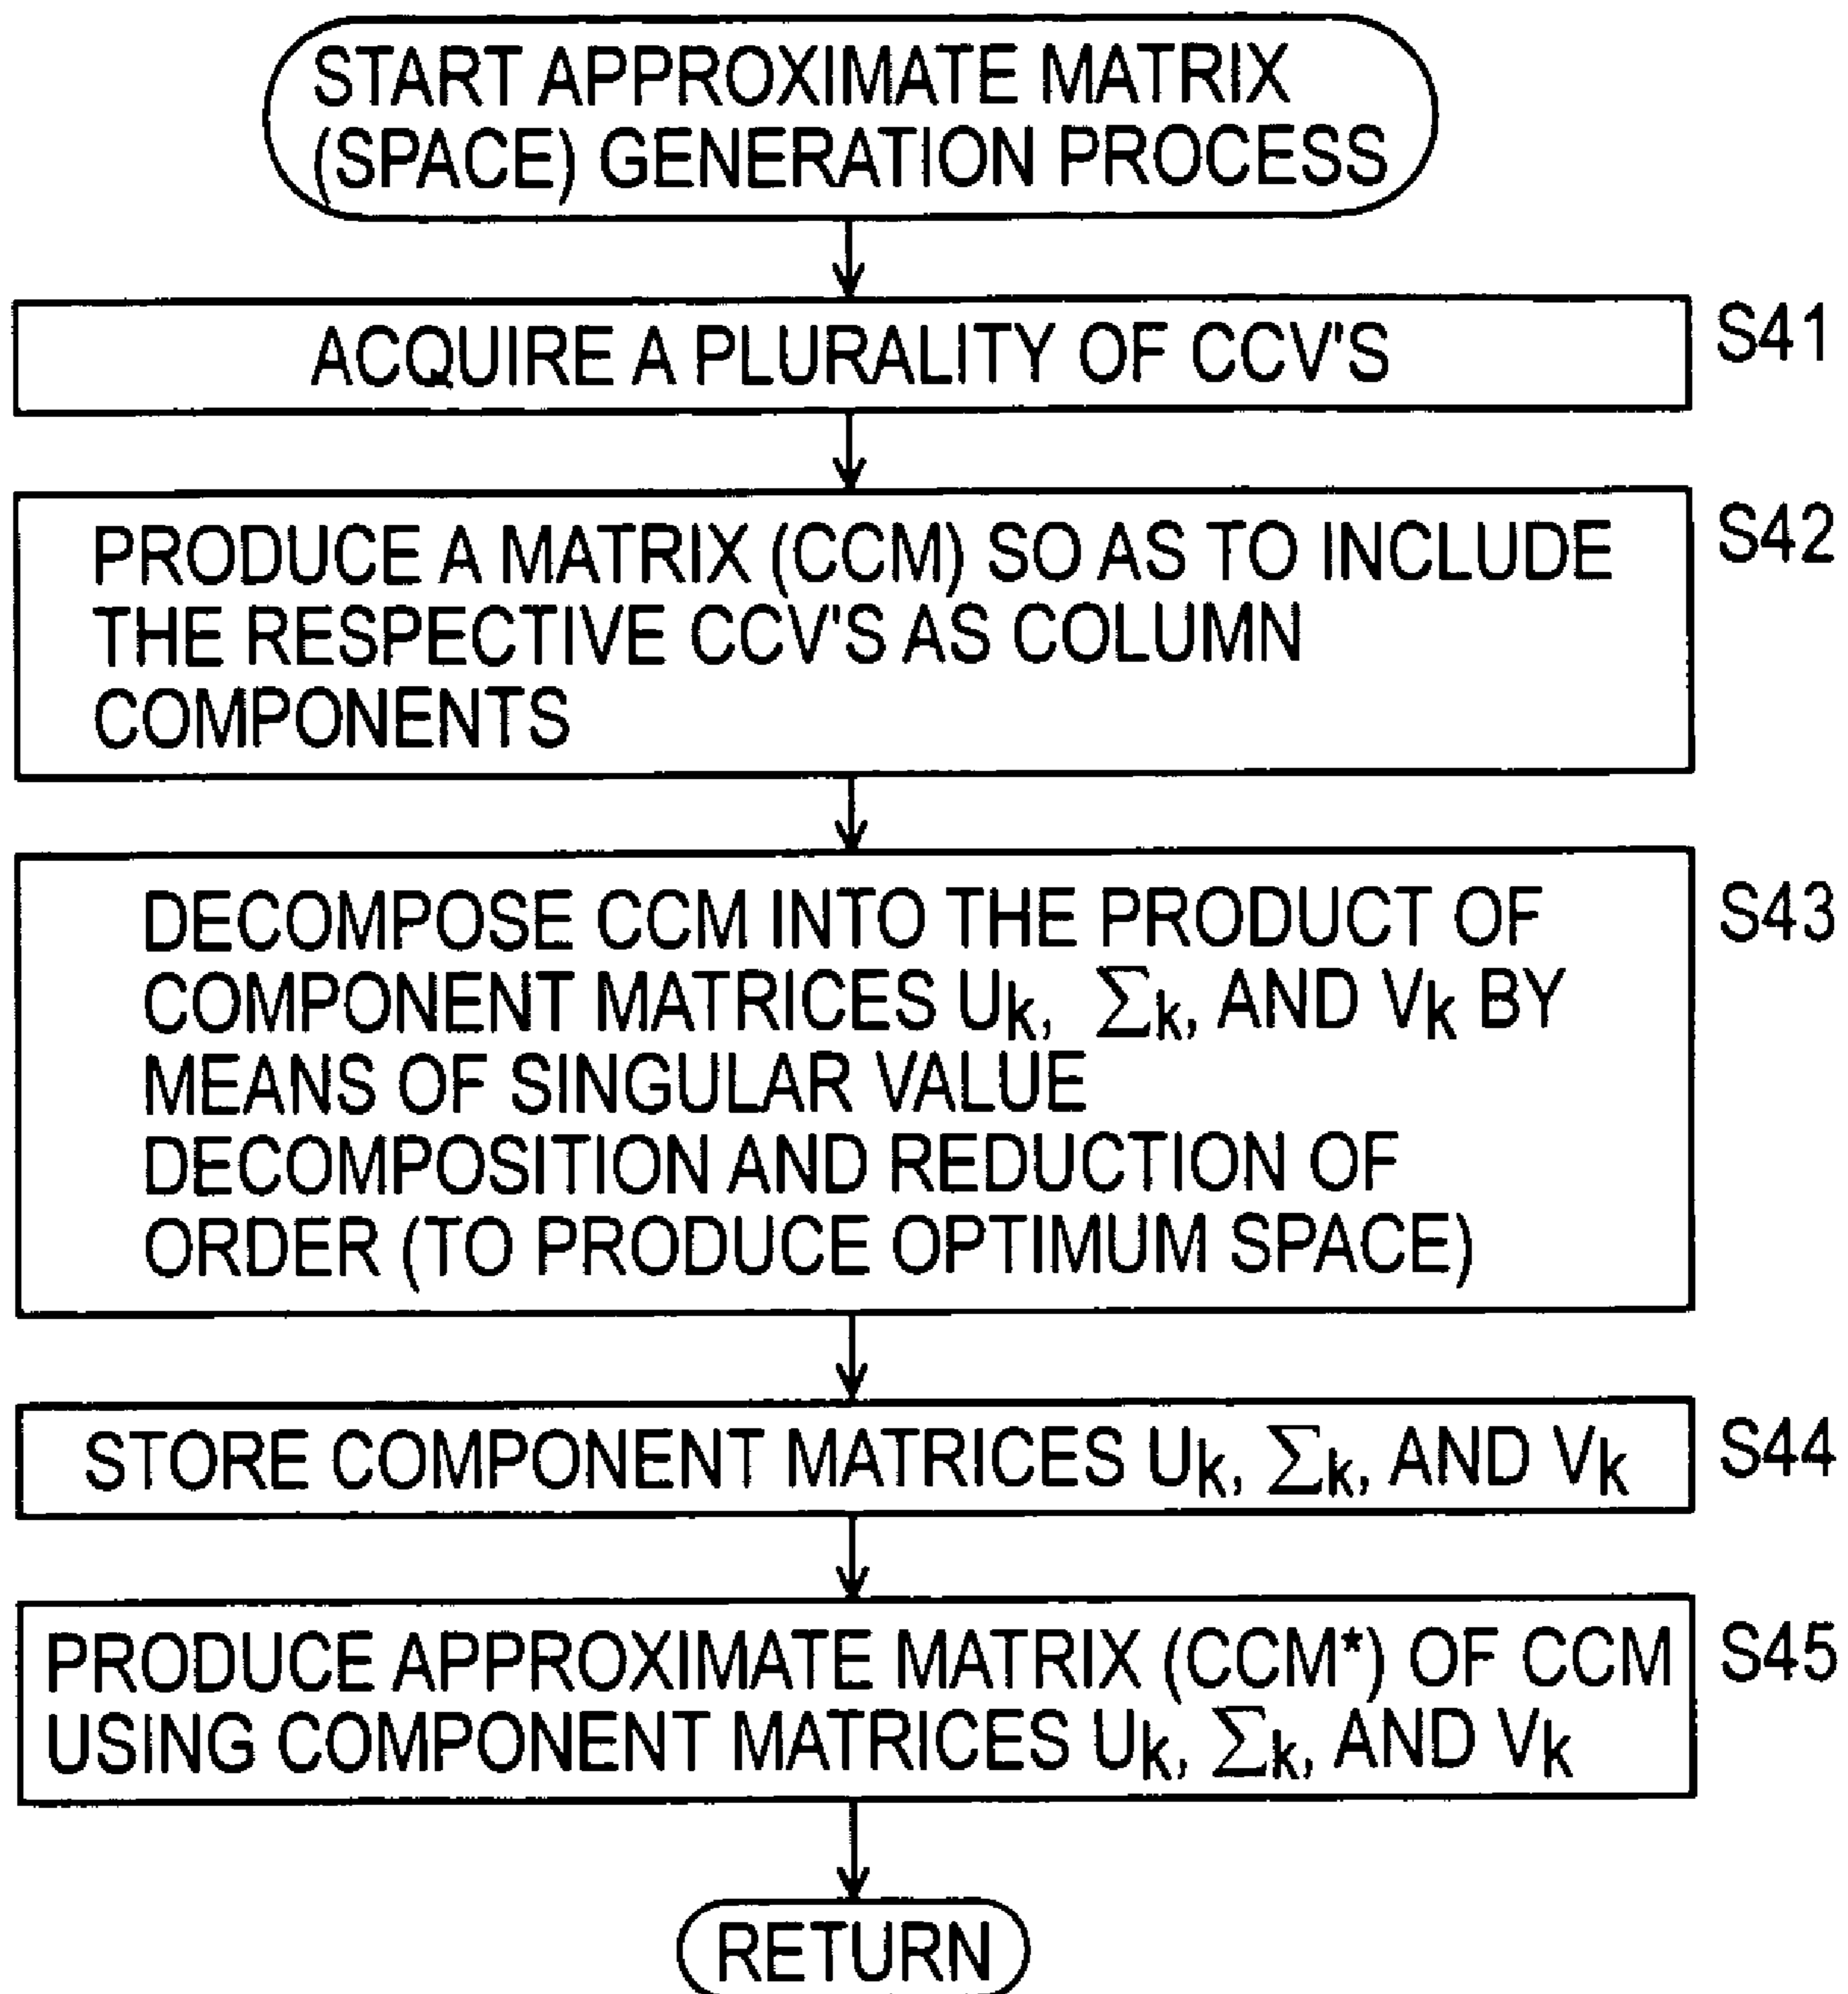 START APPROXIMATE MATRIX
(SPACE) GENERATION PROCESS
ACQUIRE A PLURALITY OF CCV'S
S41
PRODUCE A MATRIX (CCM) SO AS TO INCLUDE
THE RESPECTIVE CCV'S AS COLUMN
COMPONENTS
S42
DECOMPOSE CCM INTO THE PRODUCT OF
COMPONENT MATRICES Uk, Σk, AND Vk BY
MEANS OF SINGULAR VALUE
DECOMPOSITION AND REDUCTION OF
ORDER (TO PRODUCE OPTIMUM SPACE)
S43
STORE COMPONENT MATRICES Uk, Σk, AND Vk
S44
PRODUCE APPROXIMATE MATRIX (CCM*) OF CCM
USING COMPONENT MATRICES Uk, Σk, AND Vk
S45
RETURN